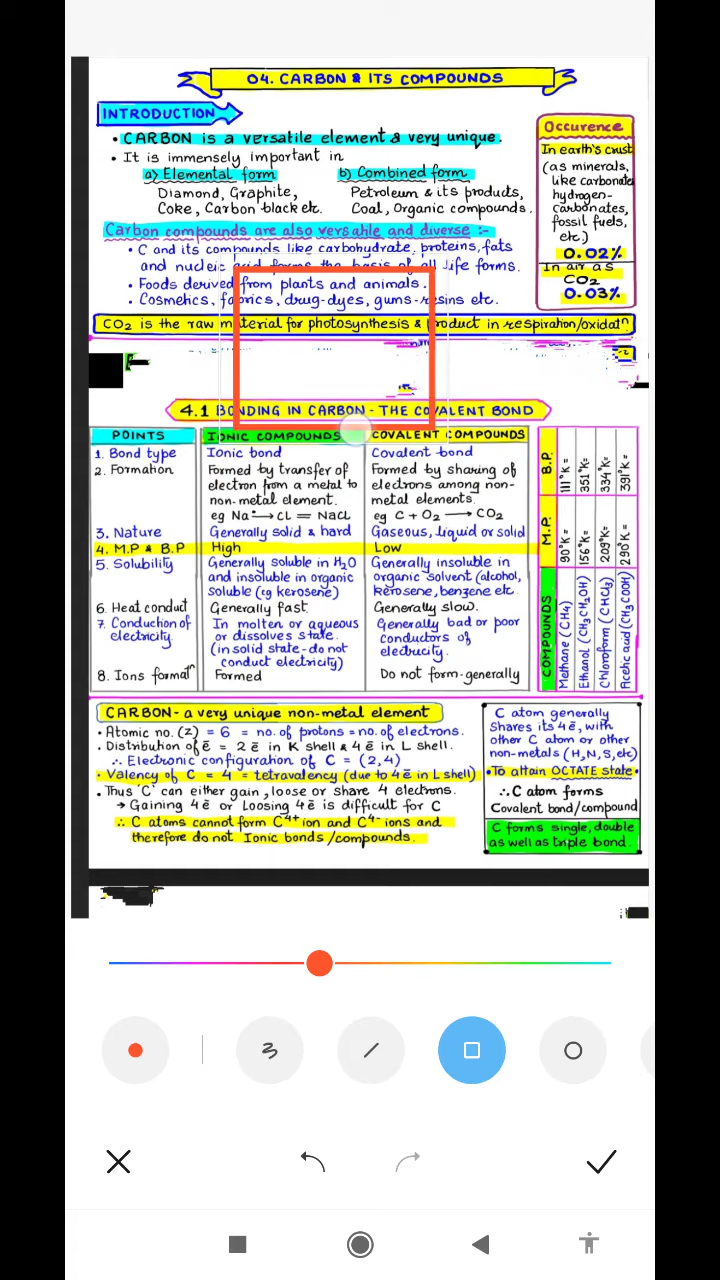 04. CARBON & ITS COMPOUNDS
INTRODUCTION
• CARBON is a versatile element & very unique.
• It is immensely important in
a) Elemental form
Diamond, Graphite,
Coke, Carbon black etc.
b) Combined form
Petroleum & its products,
Coal, Organic compounds.
Carbon compounds are also versatile and diverse :-
• C and its compounds like carbohydrate, proteins, fats
and nucleic acid forms the basis of all life forms.
• Foods derived from plants and animals.
• Cosmetics, fabrics, drug-dyes, gums-resins etc.
Occurence
In earth's crust
(as minerals,
like carbonates
hydrogen-
carbonates,
fossil fuels,
etc.)
0.02%
In air as
CO2
0.03%
CO2 is the raw material for photosynthesis & product in respiration/oxidatn
4.1 BONDING IN CARBON - THE COVALENT BOND
POINTS IONIC COMPOUNDS COVALENT COMPOUNDS
1. Bond type Ionic bond Covalent bond
2. Formation Formed by transfer of Formed by sharing of
electron from a metal to electrons among non-
non-metal element. metal elements.
eg Na⟶CL = NaCL eg C + O2 ⟶ CO2
3. Nature Generally solid & hard Gaseous, liquid or solid
4. M.P & B.P High Low
5. Solubility Generally soluble in H2O Generally insoluble in
and insoluble in organic organic solvent (alcohol,
soluble (eg kerosene) kerosene, benzene etc.
6. Heat conduct Generally fast. Generally slow.
7. Conduction of In molten or aqueous Generally bad or poor
electricity. or dissolves state. conductors of
(in solid state-do not electricity.
conduct electricity)
8. Ions formatn Formed Do not form-generally
COMPOUNDS M.P. B.P.
Methane (CH4) 90°K = 111°K =
Ethanol (CH3CH2OH) 156°K = 351°K =
Chloroform (CHCl3) 209°K = 334°K =
Acetic acid (CH3COOH) 290°K = 391°K =
CARBON - a very unique non-metal element
• Atomic no. (Z) = 6 = no. of protons = no. of electrons.
• Distribution of ē = 2ē in K shell & 4ē in L shell.
∴ Electronic configuration of C = (2,4)
• Valency of C = 4 = tetravalency (due to 4ē in L shell)
• Thus 'C' can either gain, loose or share 4 electrons.
→ Gaining 4ē or Loosing 4ē is difficult for C
∴ C atoms cannot form C4+ ion and C4- ions and
therefore do not Ionic bonds/compounds.
C atom generally
Shares its 4ē, with
other C atom or other
non-metals (H,N,S,etc)
• To attain OCTATE state.
∴ C atom forms
Covalent bond/compound
C forms single, double
as well as triple bond.